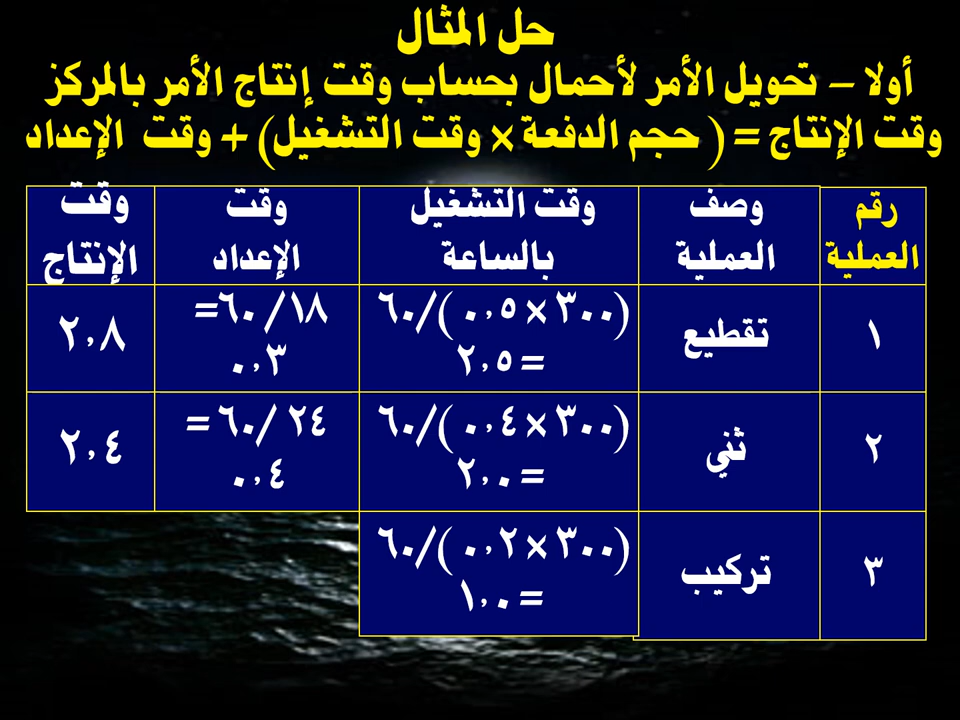 حل المثال
أولا – تحويل الأمر لأحمال بحساب وقت إنتاج الأمر بالمركز
وقت الإنتاج = ( حجم الدفعة × وقت التشغيل) + وقت الإعداد
رقم العملية
وصف العملية
وقت التشغيل بالساعة
وقت الإعداد
وقت الإنتاج
١
تقطيع
(٣٠٠ × ٠,٥ )/٦٠
= ٢,٥
١٨/ ٦٠=
٠,٣
٢,٨
٢
ثني
(٣٠٠ × ٠,٤ )/٦٠
= ٢,٠
٢٤ /٦٠ =
٠,٤
٢,٤
٣
تركيب
(٣٠٠ × ٠,٢ )/٦٠
= ١,٠